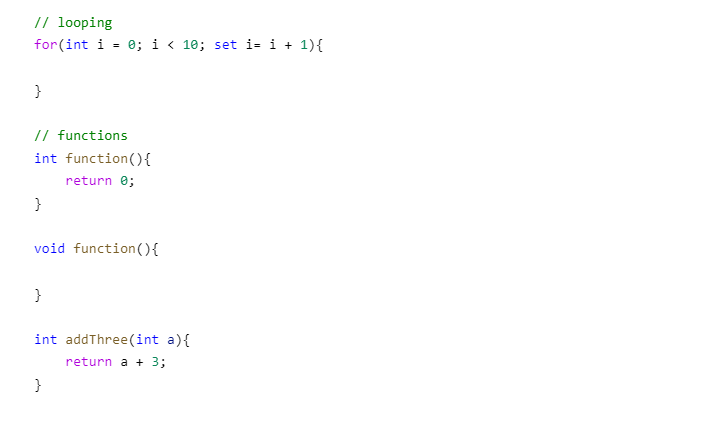 // looping
for(int i = 0; i < 10; set i= i + 1){
}
// functions
int function(){
    return 0;
}
void function(){
}
int addThree(int a){
    return a + 3;
}